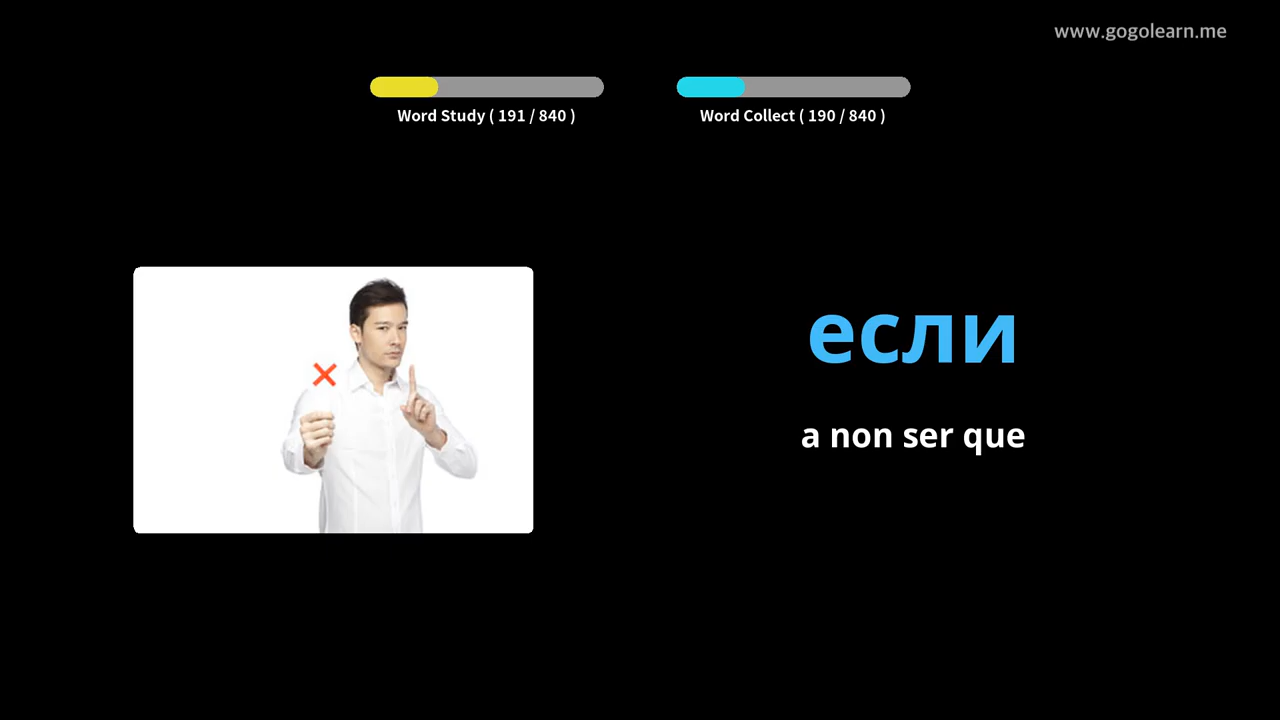 www.gogolearn.me
Word Study ( 191 / 840 )
Word Collect ( 190 / 840 )
если
a non ser que